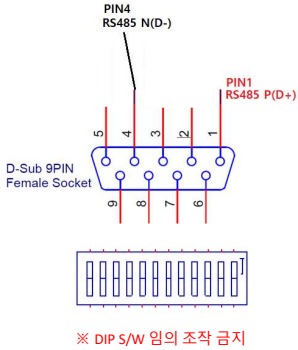 PIN4
RS485 N(D-)
PIN1
RS485 P(D+)
5 4 3 2 1
D-Sub 9PIN
Female Socket
9 8 7 6
※ DIP S/W 임의 조작 금지